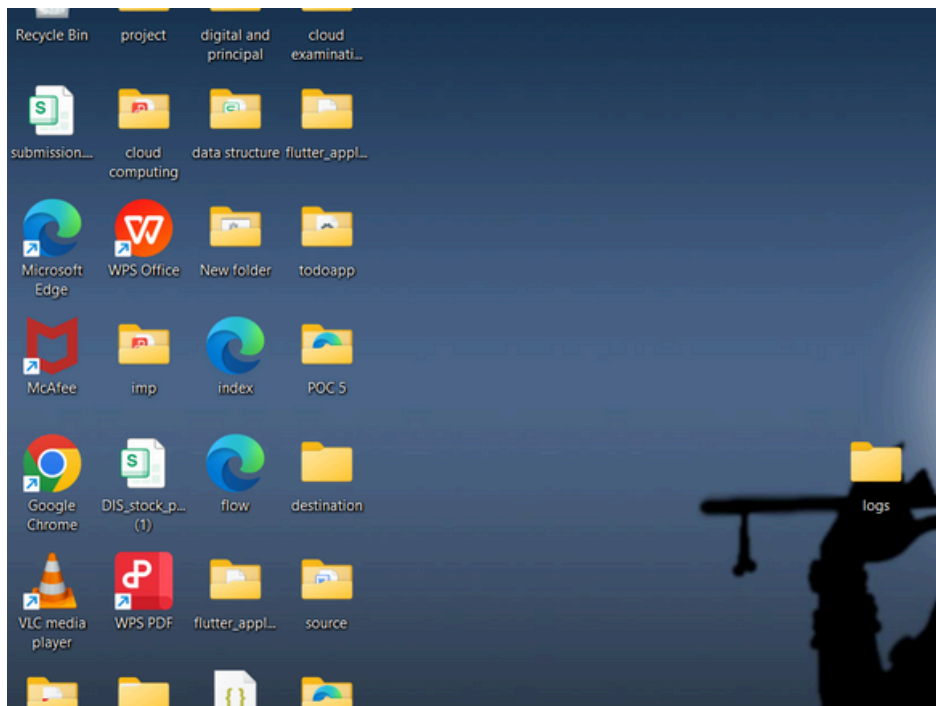 Recycle Bin
project
digital and
principal
cloud
examinati...
submission....
cloud
computing
data structure
flutter_appl...
Microsoft
Edge
WPS Office
New folder
todoapp
McAfee
imp
index
POC 5
Google
Chrome
DIS_stock_p...
(1)
flow
destination
logs
VLC media
player
WPS PDF
flutter_appl...
source